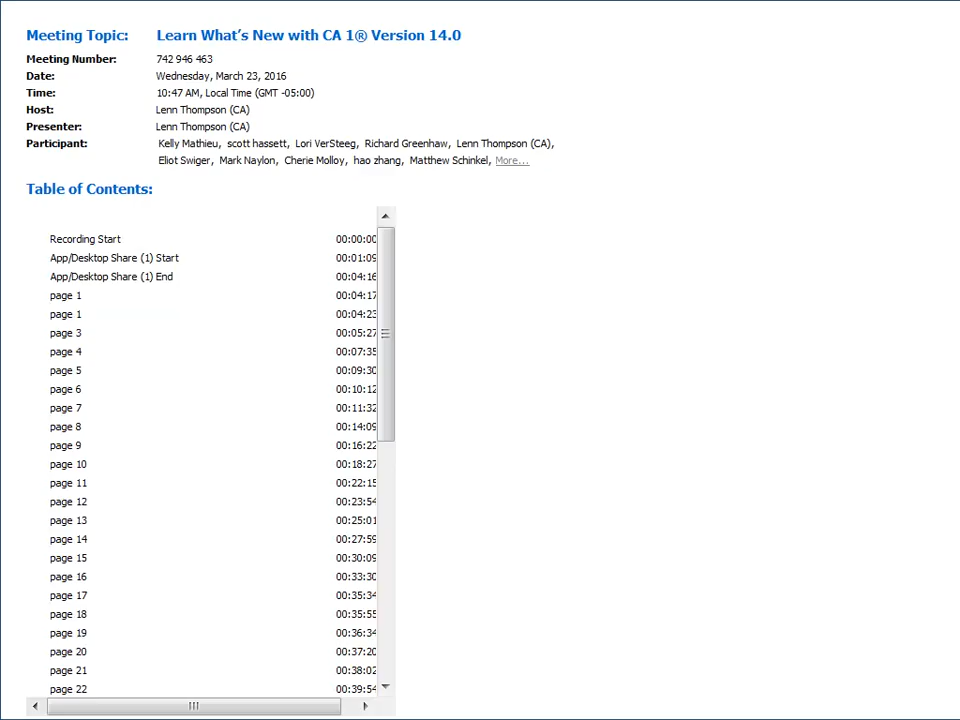 Meeting Topic: Learn What's New with CA 1® Version 14.0
Meeting Number: 742 946 463
Date: Wednesday, March 23, 2016
Time: 10:47 AM, Local Time (GMT -05:00)
Host: Lenn Thompson (CA)
Presenter: Lenn Thompson (CA)
Participant: Kelly Mathieu, scott hassett, Lori VerSteeg, Richard Greenhaw, Lenn Thompson (CA),
Eliot Swiger, Mark Naylon, Cherie Molloy, hao zhang, Matthew Schinkel, More...
Table of Contents:
Recording Start 00:00:00
App/Desktop Share (1) Start 00:01:09
App/Desktop Share (1) End 00:04:16
page 1 00:04:17
page 1 00:04:23
page 3 00:05:27
page 4 00:07:35
page 5 00:09:30
page 6 00:10:12
page 7 00:11:32
page 8 00:14:09
page 9 00:16:22
page 10 00:18:27
page 11 00:22:15
page 12 00:23:54
page 13 00:25:01
page 14 00:27:59
page 15 00:30:09
page 16 00:33:30
page 17 00:35:34
page 18 00:35:55
page 19 00:36:34
page 20 00:37:20
page 21 00:38:02
page 22 00:39:54